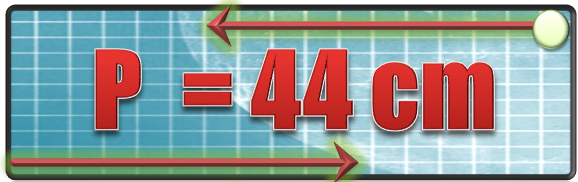 P = 44 cm